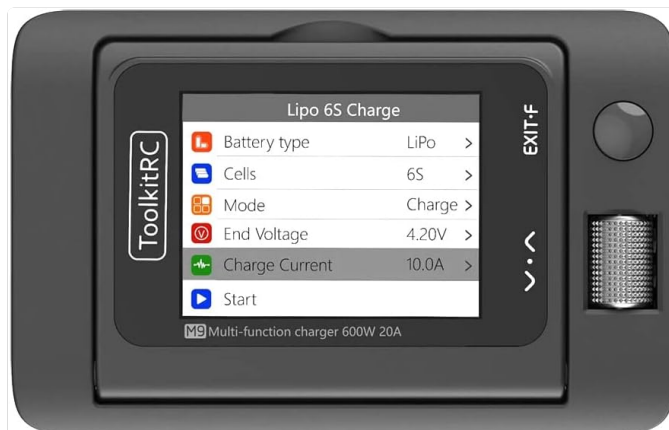 Lipo 6S Charge
Battery type LiPo >
Cells 6S >
Mode Charge >
End Voltage 4.20V >
Charge Current 10.0A >
Start
M9 Multi-function charger 600W 20A
ToolkitRC
EXIT·F